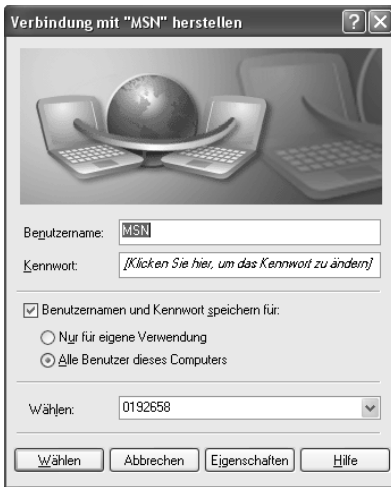 Verbindung mit "MSN" herstellen
Benutzername: MSN
Kennwort: [Klicken Sie hier, um das Kennwort zu ändern]
Benutzernamen und Kennwort speichern für:
Nur für eigene Verwendung
Alle Benutzer dieses Computers
Wählen: 0192658
Wählen Abbrechen Eigenschaften Hilfe